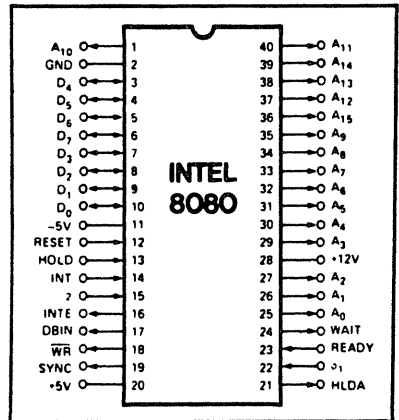 A10 1 40 A11
GND 2 39 A14
D4 3 38 A13
D5 4 37 A12
D6 5 36 A15
D7 6 35 A9
D3 7 34 A8
D2 8 33 A7
D1 9 32 A6
D0 10 31 A5
-5V 11 30 A4
RESET 12 29 A3
HOLD 13 28 +12V
INT 14 27 A2
2 15 26 A1
INTE 16 25 A0
DBIN 17 24 WAIT
WR 18 23 READY
SYNC 19 22 1
+5V 20 21 HLDA
INTEL
8080